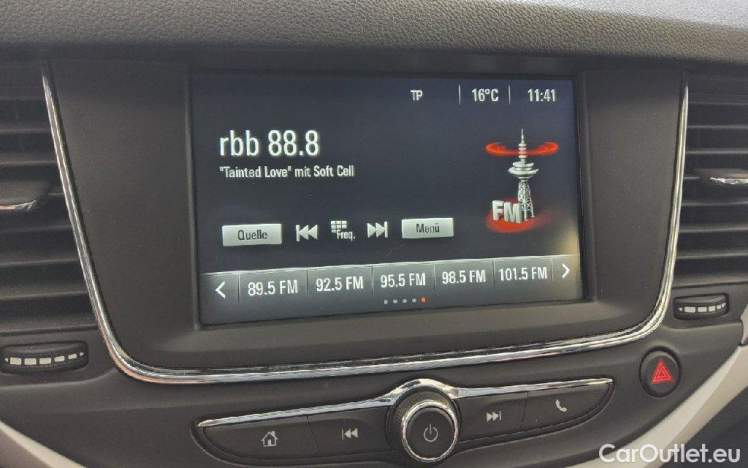 TP 16°C 11:41
rbb 88.8
"Tainted Love" mit Soft Cell
FM
Quelle Freq. Menü
89.5 FM 92.5 FM 95.5 FM 98.5 FM 101.5 FM
CarOutlet.eu